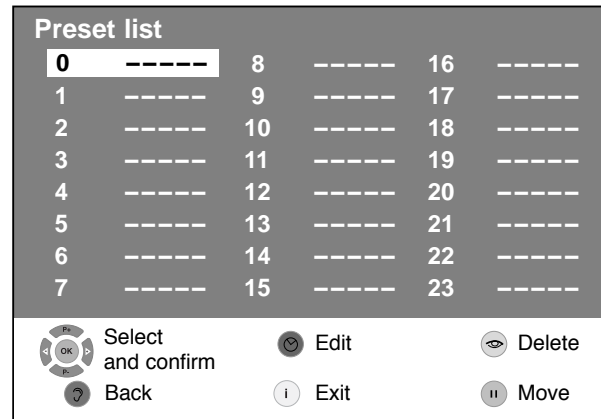 Preset list
0 ----- 8 ----- 16 -----
1 ----- 9 ----- 17 -----
2 ----- 10 ----- 18 -----
3 ----- 11 ----- 19 -----
4 ----- 12 ----- 20 -----
5 ----- 13 ----- 21 -----
6 ----- 14 ----- 22 -----
7 ----- 15 ----- 23 -----
P+
OK
P-
Select
and confirm
Edit
Delete
Back
i Exit
Move